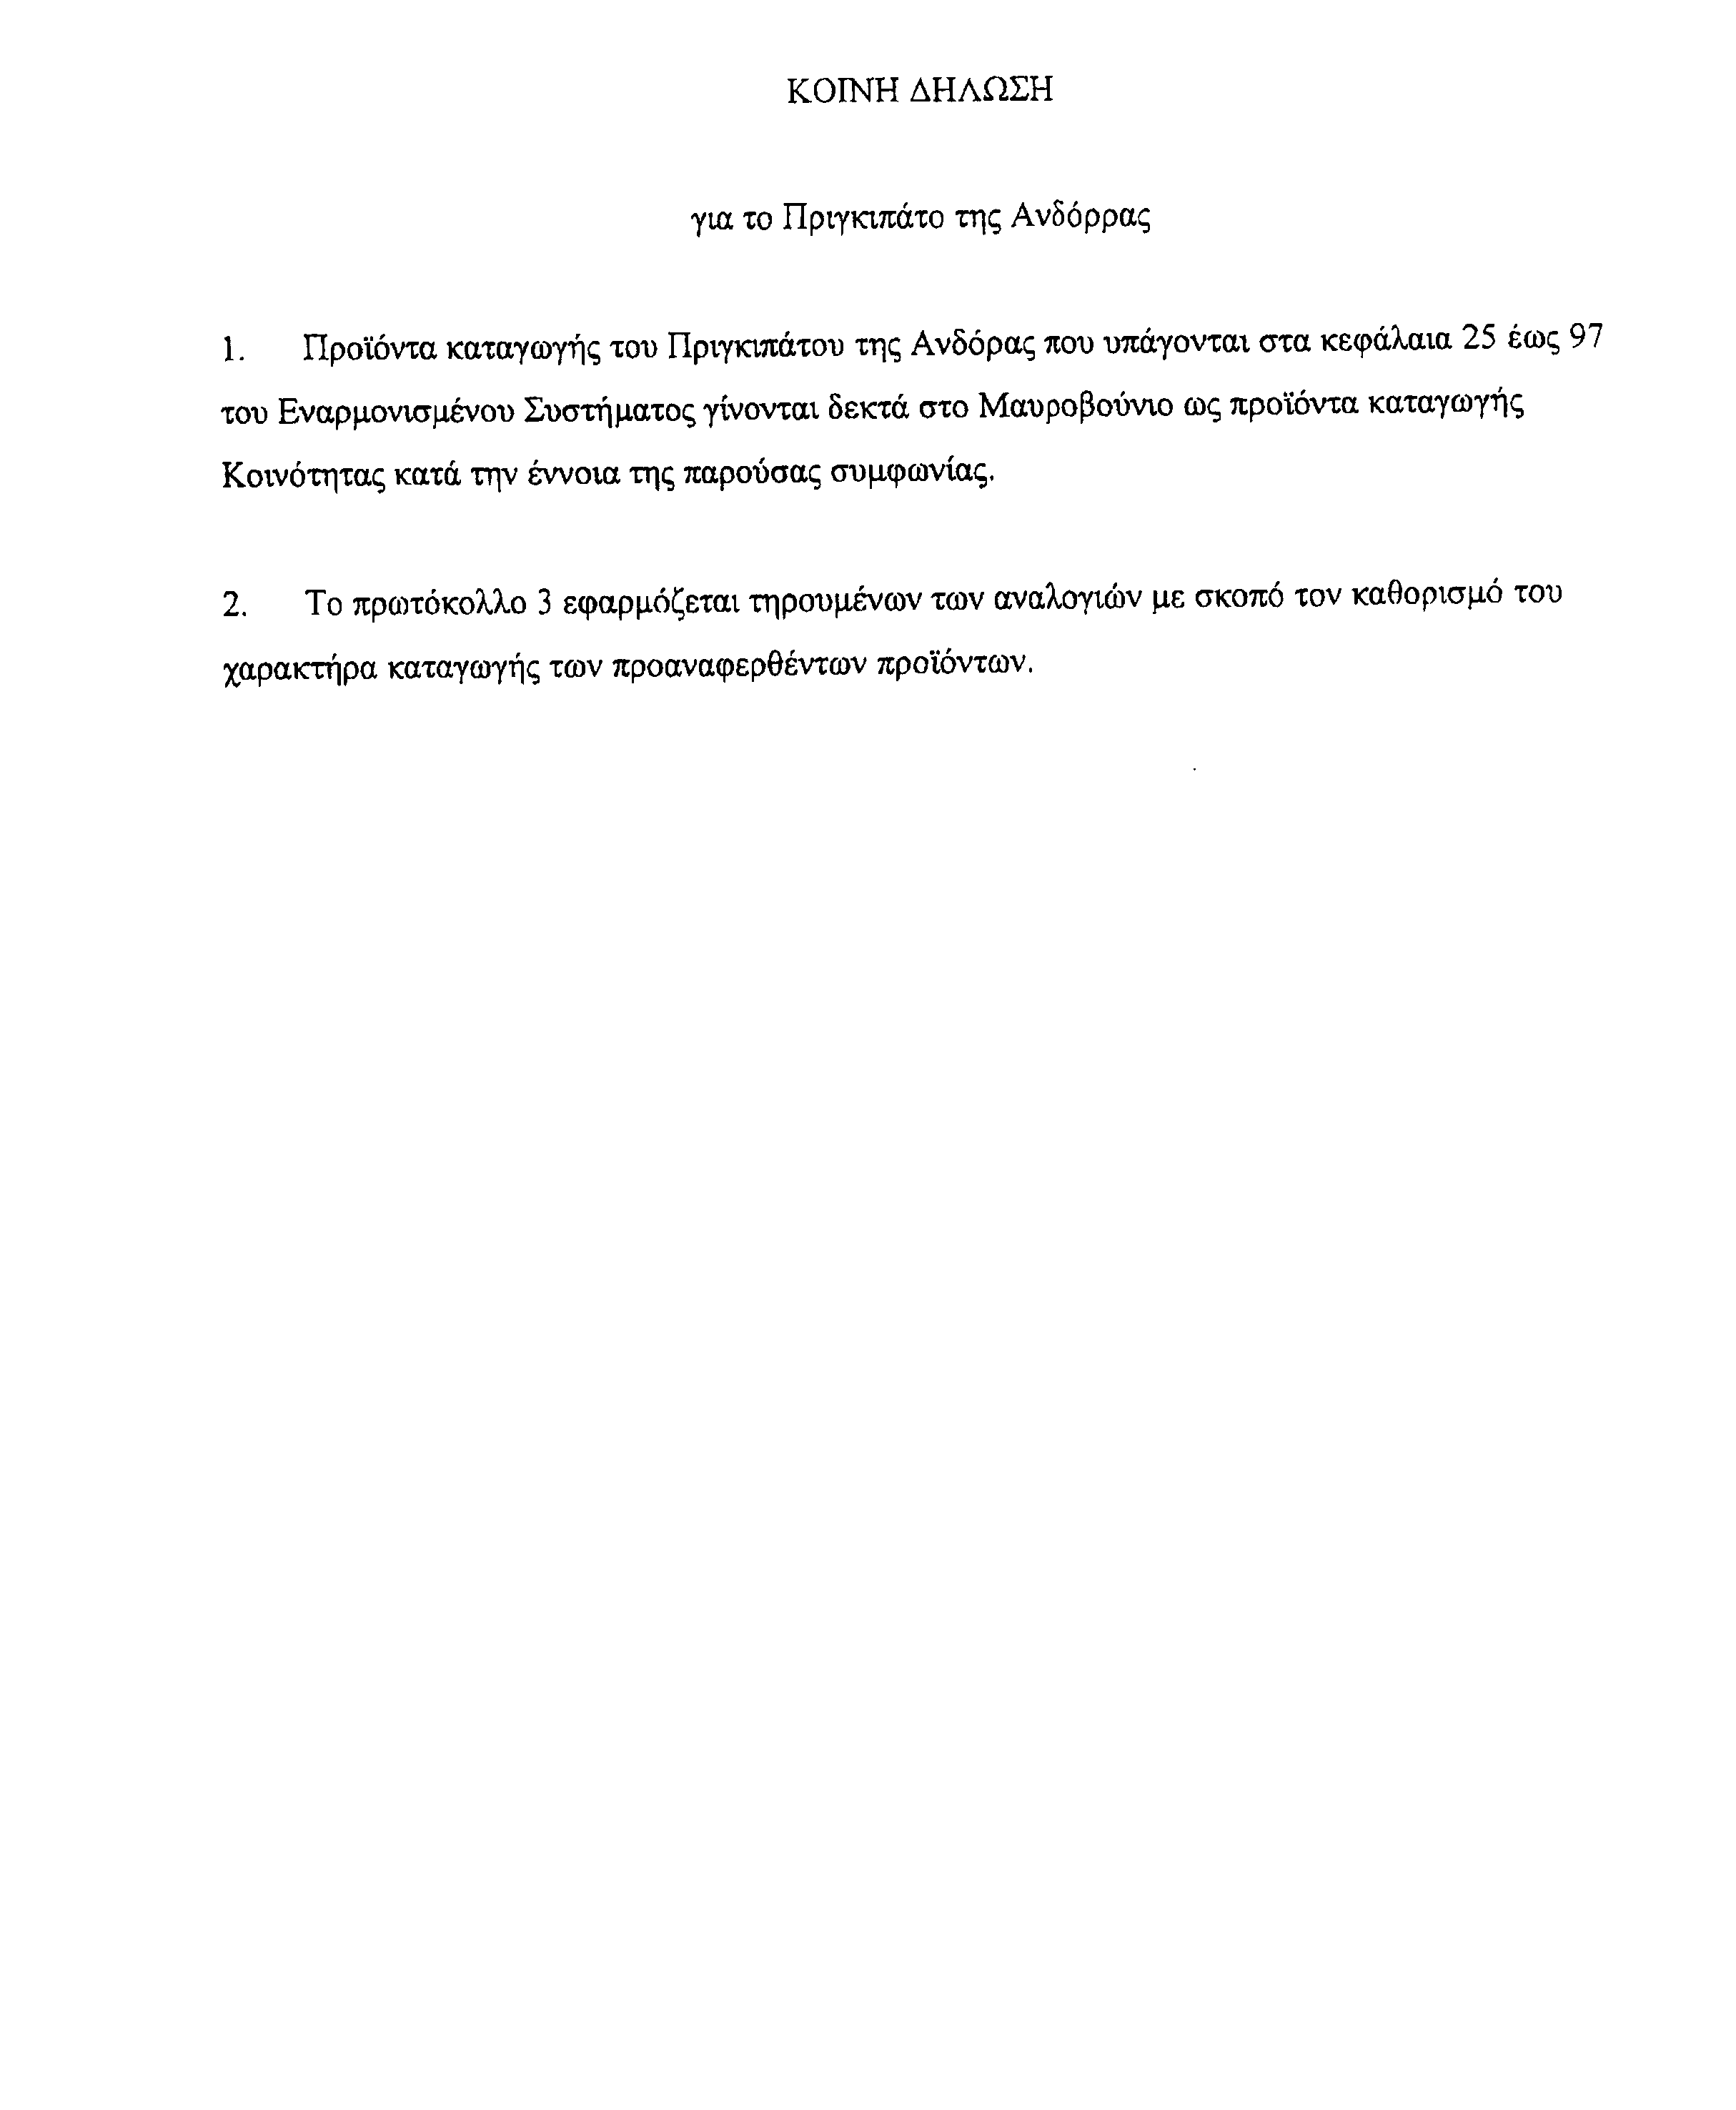 ΚΟΙΝΗ ΔΗΛΩΣΗ
για το Πριγκιπάτο της Ανδόρρας
1. Προϊόντα καταγωγής του Πριγκιπάτου της Ανδόρας που υπάγονται στα κεφάλαια 25 έως 97
του Εναρμονισμένου Συστήματος γίνονται δεκτά στο Μαυροβούνιο ως προϊόντα καταγωγής
Κοινότητας κατά την έννοια της παρούσας συμφωνίας.
2. Το πρωτόκολλο 3 εφαρμόζεται τηρουμένων των αναλογιών με σκοπό τον καθορισμό του
χαρακτήρα καταγωγής των προαναφερθέντων προϊόντων.